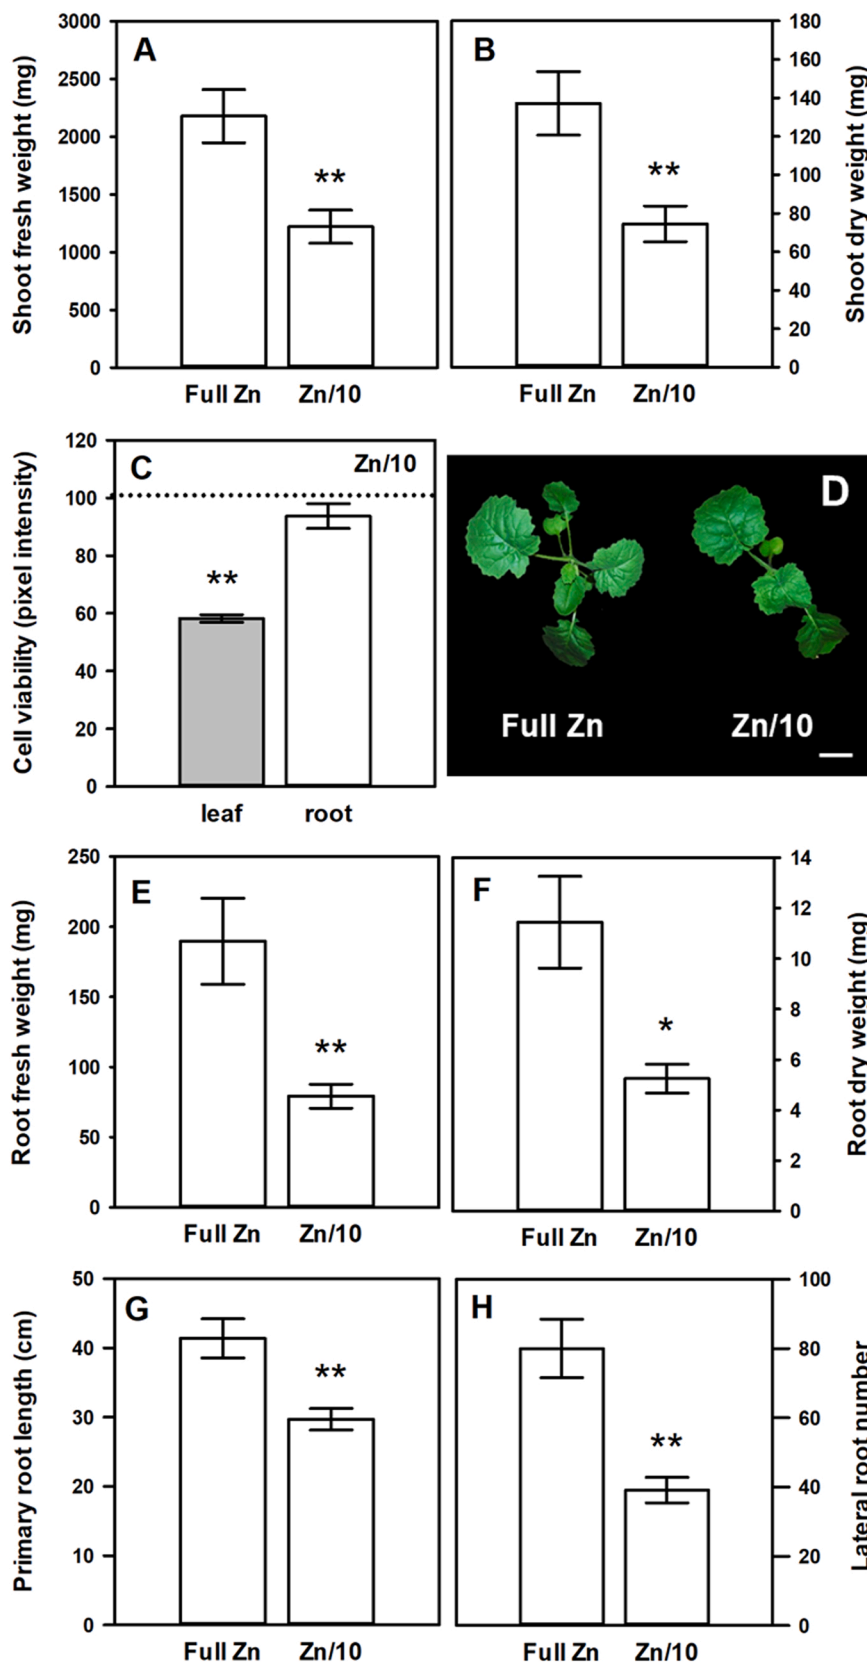 A
Shoot fresh weight (mg)
3000
2500
2000
1500
1000
500
0
**
Full Zn Zn/10
B
Shoot dry weight (mg)
180
160
140
120
100
80
60
40
20
0
**
Full Zn Zn/10
C
Zn/10
Cell viability (pixel intensity)
120
100
80
60
40
20
0
**
leaf root
D
Full Zn Zn/10
E
Root fresh weight (mg)
250
200
150
100
50
0
**
Full Zn Zn/10
F
Root dry weight (mg)
14
12
10
8
6
4
2
0
*
Full Zn Zn/10
G
Primary root length (cm)
50
40
30
20
10
0
**
Full Zn Zn/10
H
Lateral root number
100
80
60
40
20
0
**
Full Zn Zn/10